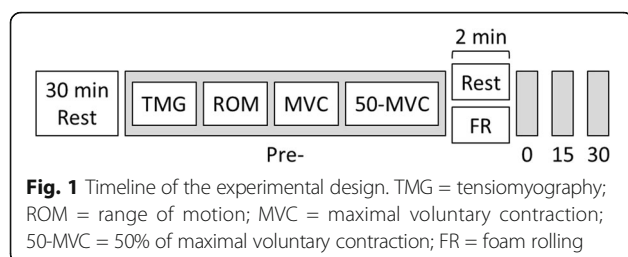 2 min
30 min
Rest
TMG
ROM
MVC
50-MVC
Rest
FR
Pre-
0 15 30
Fig. 1 Timeline of the experimental design. TMG = tensiomyography;
ROM = range of motion; MVC = maximal voluntary contraction;
50-MVC = 50% of maximal voluntary contraction; FR = foam rolling